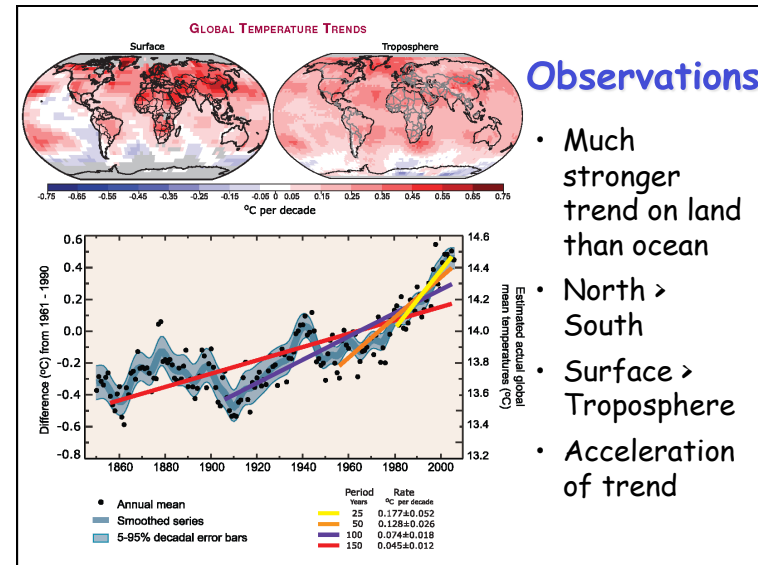 GLOBAL TEMPERATURE TRENDS
Surface
Troposphere
-0.75 -0.65 -0.55 -0.45 -0.35 -0.25 -0.15 -0.05 0 0.05 0.15 0.25 0.35 0.45 0.55 0.65 0.75
ºC per decade
Difference (ºC) from 1961 - 1990
0.6
0.4
0.2
0.0
-0.2
-0.4
-0.6
-0.8
14.6
14.4
14.2
14.0
13.8
13.6
13.4
13.2
Estimated actual global
mean temperatures (ºC)
1860 1880 1900 1920 1940 1960 1980 2000
Annual mean
Smoothed series
5-95% decadal error bars
Period Rate
Years ºC per decade
25 0.177±0.052
50 0.128±0.026
100 0.074±0.018
150 0.045±0.012
Observations
• Much
stronger
trend on land
than ocean
• North >
South
• Surface >
Troposphere
• Acceleration
of trend